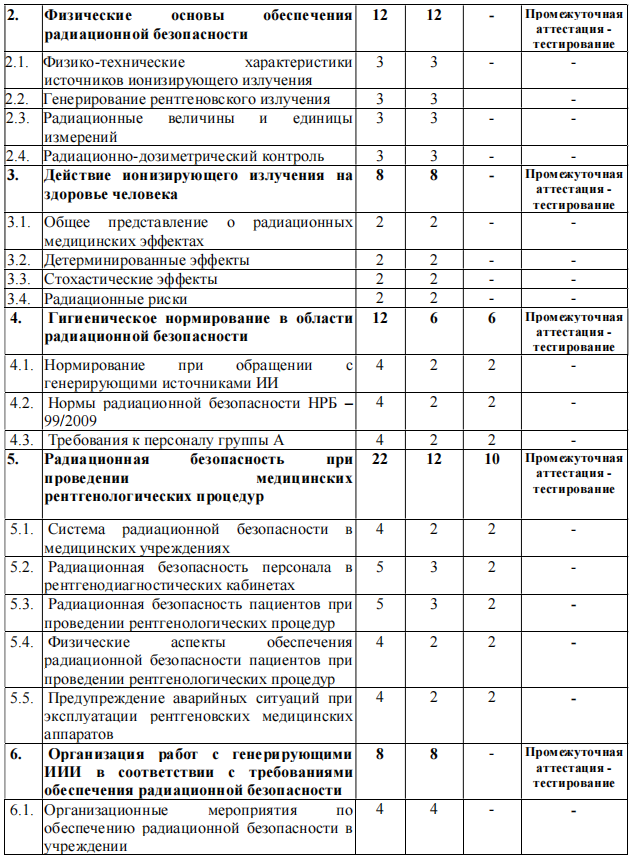 2. Физические основы обеспечения 12 12 - Промежуточная
радиационной безопасности аттестация -
тестирование
2.1. Физико-технические характеристики 3 3 - -
источников ионизирующего излучения
2.2. Генерирование рентгеновского излучения 3 3 -
2.3. Радиационные величины и единицы 3 3 - -
измерений
2.4. Радиационно-дозиметрический контроль 3 3 - -
3. Действие ионизирующего излучения на 8 8 - Промежуточная
здоровье человека аттестация -
тестирование
3.1. Общее представление о радиационных 2 2 - -
медицинских эффектах
3.2. Детерминированные эффекты 2 2 - -
3.3. Стохастические эффекты 2 2 - -
3.4. Радиационные риски 2 2 - -
4. Гигиеническое нормирование в области 12 6 6 Промежуточная
радиационной безопасности аттестация -
тестирование
4.1. Нормирование при обращении с 4 2 2 -
генерирующими источниками ИИ
4.2. Нормы радиационной безопасности НРБ – 4 2 2 -
99/2009
4.3. Требования к персоналу группы А 4 2 2 -
5. Радиационная безопасность при 22 12 10 Промежуточная
проведении медицинских аттестация -
рентгенологических процедур тестирование
5.1. Система радиационной безопасности в 4 2 2 -
медицинских учреждениях
5.2. Радиационная безопасность персонала в 5 3 2 -
рентгенодиагностических кабинетах
5.3. Радиационная безопасность пациентов при 5 3 2 -
проведении рентгенологических процедур
5.4. Физические аспекты обеспечения 4 2 2 -
радиационной безопасности пациентов при
проведении рентгенологических процедур
5.5. Предупреждение аварийных ситуаций при 4 2 2 -
эксплуатации рентгеновских медицинских
аппаратов
6. Организация работ с генерирующими 8 8 - Промежуточная
ИИИ в соответствии с требованиями аттестация -
обеспечения радиационной безопасности тестирование
6.1. Организационные мероприятия по 4 4 - -
обеспечению радиационной безопасности в
учреждении